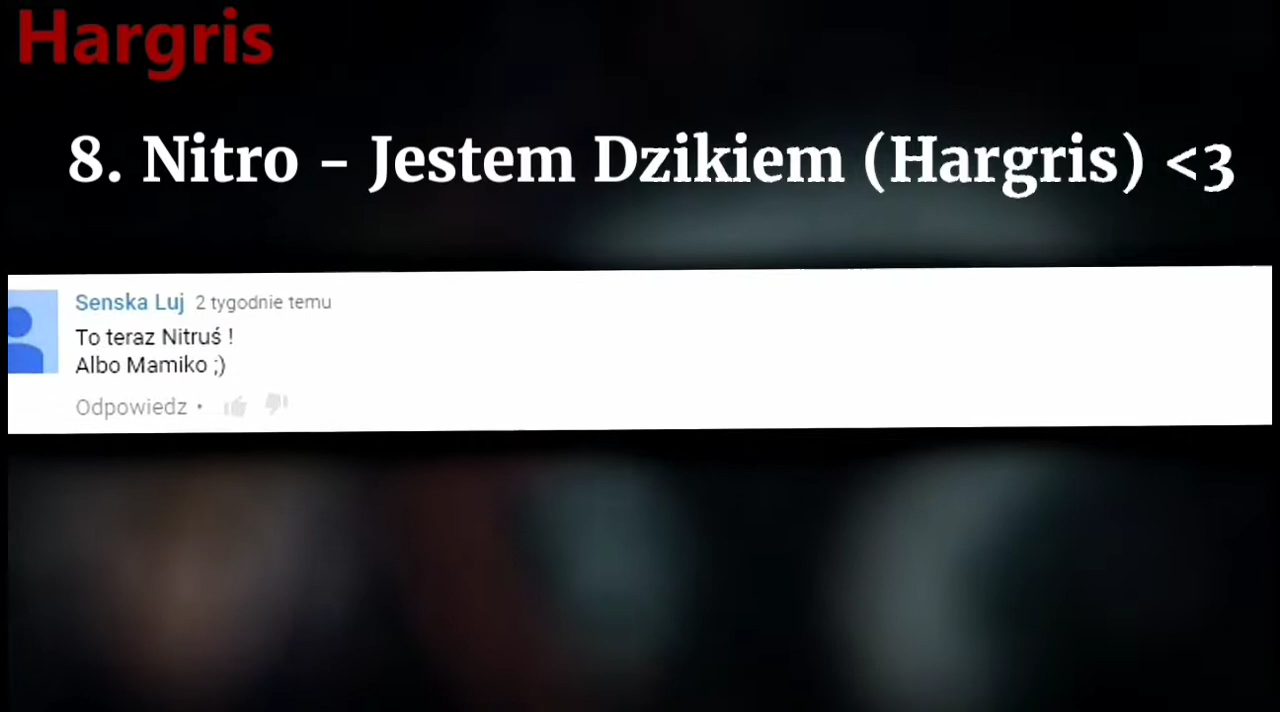 Hargris
8. Nitro - Jestem Dzikiem (Hargris) <3
Senska Luj 2 tygodnie temu
To teraz Nitruś !
Albo Mamiko ;)
Odpowiedz •